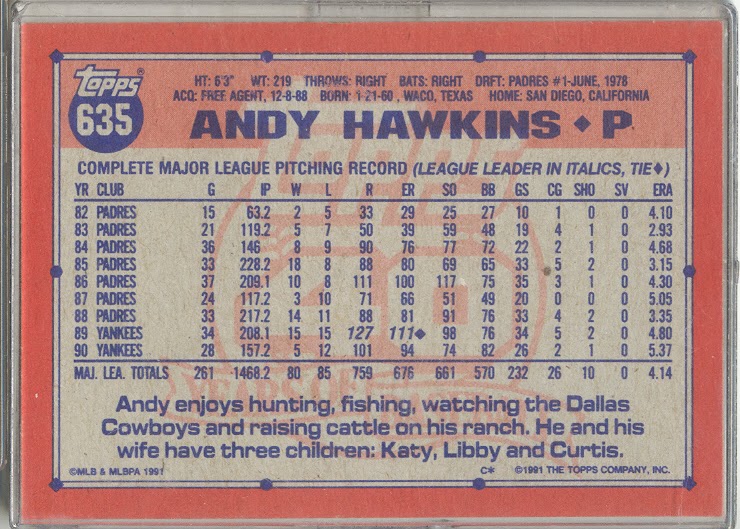 topps®
635
HT: 6'3" WT: 219 THROWS: RIGHT BATS: RIGHT DRFT: PADRES #1-JUNE, 1978
ACQ: FREE AGENT, 12-8-88 BORN: 1-21-60, WACO, TEXAS HOME: SAN DIEGO, CALIFORNIA
ANDY HAWKINS ♦ P
COMPLETE MAJOR LEAGUE PITCHING RECORD (LEAGUE LEADER IN ITALICS, TIE♦)
YR CLUB G IP W L R ER SO BB GS CG SHO SV ERA
82 PADRES 15 63.2 2 5 33 29 25 27 10 1 0 0 4.10
83 PADRES 21 119.2 5 7 50 39 59 48 19 4 1 0 2.93
84 PADRES 36 146 8 9 90 76 77 72 22 2 1 0 4.68
85 PADRES 33 228.2 18 8 88 80 69 65 33 5 2 0 3.15
86 PADRES 37 209.1 10 8 111 100 117 75 35 3 1 0 4.30
87 PADRES 24 117.2 3 10 71 66 51 49 20 0 0 0 5.05
88 PADRES 33 217.2 14 11 88 81 91 76 33 4 2 0 3.35
89 YANKEES 34 208.1 15 15 127 111♦ 98 76 34 5 2 0 4.80
90 YANKEES 28 157.2 5 12 101 94 74 82 26 2 1 0 5.37
MAJ. LEA. TOTALS 261 1468.2 80 85 759 676 661 570 232 26 10 0 4.14
Andy enjoys hunting, fishing, watching the Dallas
Cowboys and raising cattle on his ranch. He and his
wife have three children: Katy, Libby and Curtis.
©MLB & MLBPA 1991 C* ©1991 THE TOPPS COMPANY, INC.